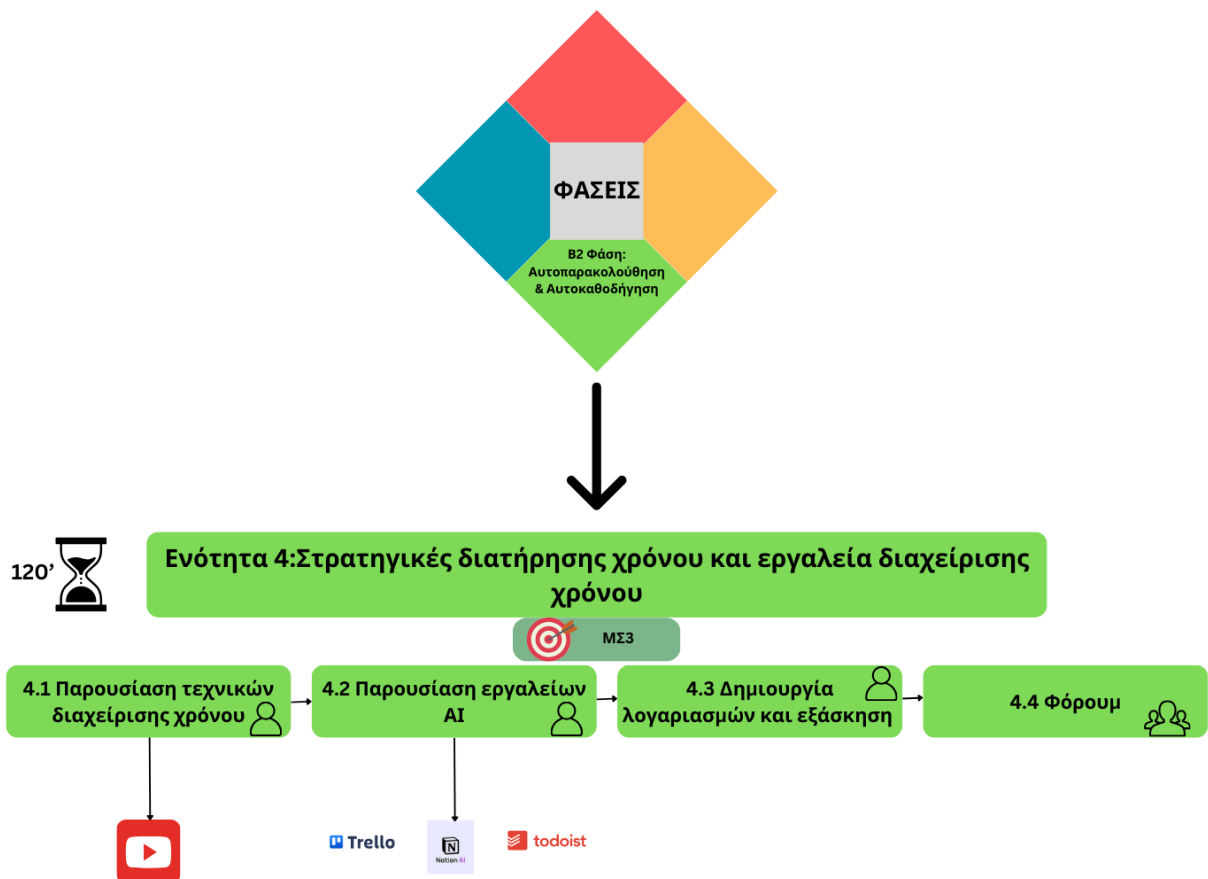 ΦΑΣΕΙΣ
Β2 Φάση:
Αυτοπαρακολούθηση
& Αυτοκαθοδήγηση
120’
Ενότητα 4:Στρατηγικές διατήρησης χρόνου και εργαλεία διαχείρισης
χρόνου
ΜΣ3
4.1 Παρουσίαση τεχνικών
διαχείρισης χρόνου
4.2 Παρουσίαση εργαλείων
AI
4.3 Δημιουργία
λογαριασμών και εξάσκηση
4.4 Φόρουμ
Trello
Notion AI
todoist